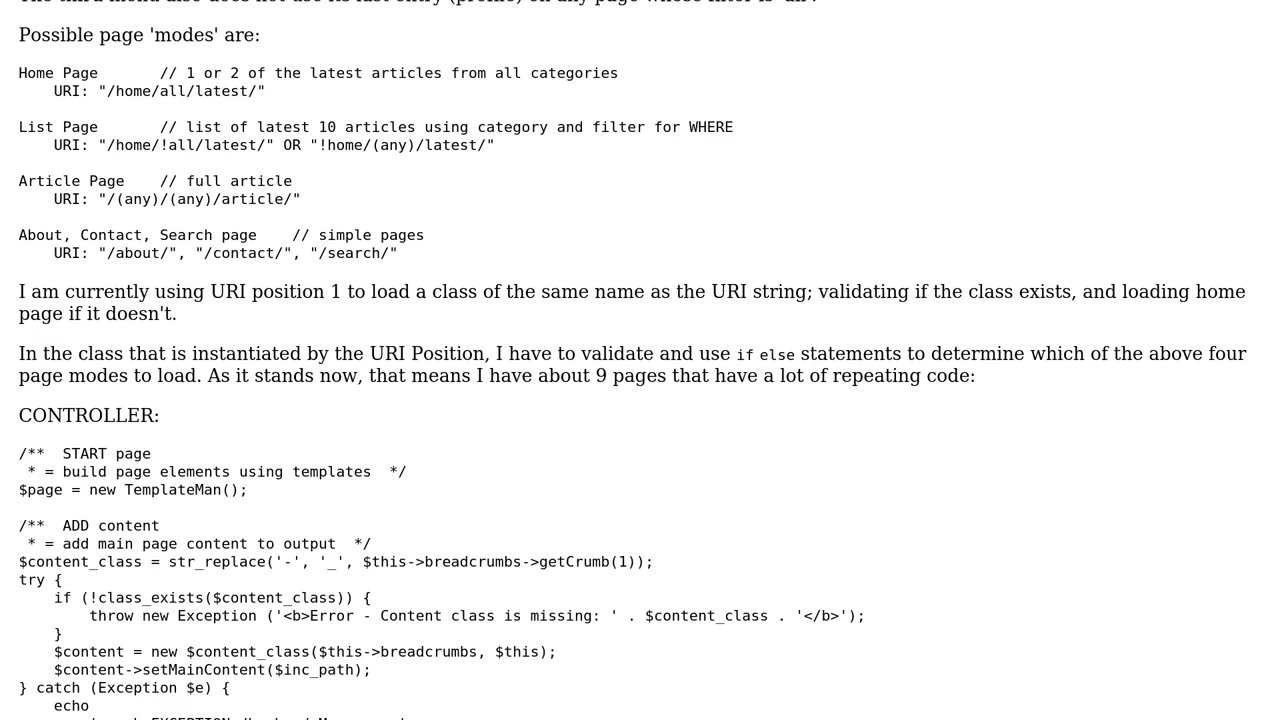 Possible page 'modes' are:
Home Page       // 1 or 2 of the latest articles from all categories
    URI: "/home/all/latest/"
List Page       // list of latest 10 articles using category and filter for WHERE
    URI: "/home/!all/latest/" OR "!home/(any)/latest/"
Article Page    // full article
    URI: "/(any)/(any)/article/"
About, Contact, Search page    // simple pages
    URI: "/about/", "/contact/", "/search/"
I am currently using URI position 1 to load a class of the same name as the URI string; validating if the class exists, and loading home
page if it doesn't.
In the class that is instantiated by the URI Position, I have to validate and use if else statements to determine which of the above four
page modes to load. As it stands now, that means I have about 9 pages that have a lot of repeating code:
CONTROLLER:
/**  START page
 * = build page elements using templates  */
$page = new TemplateMan();
/**  ADD content
 * = add main page content to output  */
$content_class = str_replace('-', '_', $this->breadcrumbs->getCrumb(1));
try {
    if (!class_exists($content_class)) {
        throw new Exception ('<b>Error - Content class is missing: ' . $content_class . '</b>');
    }
    $content = new $content_class($this->breadcrumbs, $this);
    $content->setMainContent($inc_path);
} catch (Exception $e) {
    echo